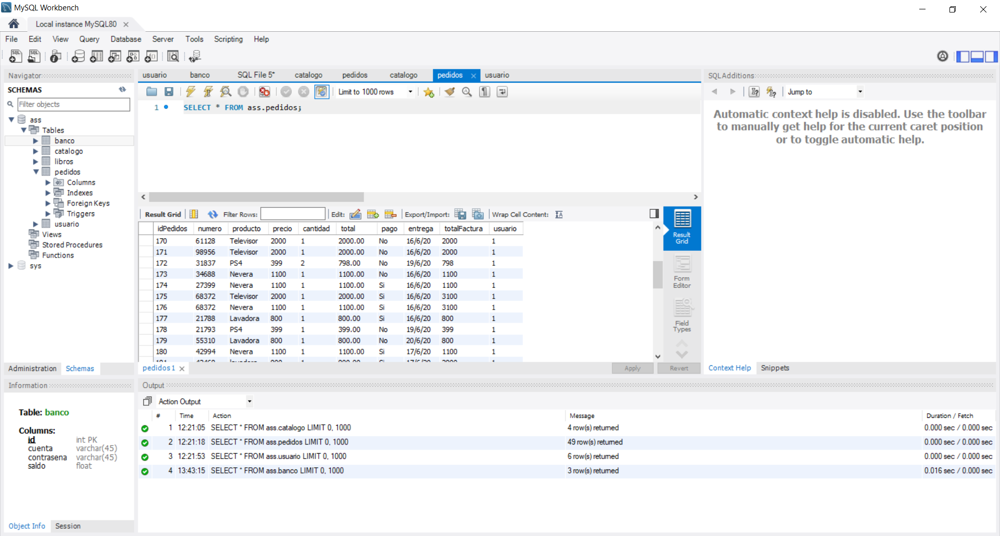 MySQL Workbench
Local instance MySQL80
File Edit View Query Database Server Tools Scripting Help
Navigator
SCHEMAS
Filter objects
ass
Tables
banco
catalogo
libros
pedidos
Columns
Indexes
Foreign Keys
Triggers
usuario
Views
Stored Procedures
Functions
sys
Administration Schemas
Information
Table: banco
Columns:
id int PK
cuenta varchar(45)
contrasena varchar(45)
saldo float
Object Info Session
usuario banco SQL File 5* catalogo pedidos catalogo pedidos usuario
Limit to 1000 rows
1 SELECT * FROM ass.pedidos;
Result Grid Filter Rows: Edit: Export/Import: Wrap Cell Content:
idPedidos numero producto precio cantidad total pago entrega totalFactura usuario
170 61128 Televisor 2000 1 2000.00 No 16/6/20 2000 1
171 98956 Televisor 2000 1 2000.00 No 16/6/20 2000 1
172 31837 PS4 399 2 798.00 No 19/6/20 798 1
173 34688 Nevera 1100 1 1100.00 No 16/6/20 1100 1
174 27399 Nevera 1100 1 1100.00 Si 16/6/20 1100 1
175 68372 Televisor 2000 1 2000.00 Si 16/6/20 3100 1
176 68372 Nevera 1100 1 1100.00 Si 16/6/20 3100 1
177 21788 Lavadora 800 1 800.00 Si 16/6/20 800 1
178 21793 PS4 399 1 399.00 No 19/6/20 399 1
179 55310 Lavadora 800 1 800.00 No 20/6/20 800 1
180 42994 Nevera 1100 1 1100.00 Si 17/6/20 1100 1
Result Grid
Form Editor
Field Types
pedidos 1
Apply Revert
SQLAdditions
Jump to
Automatic context help is disabled. Use the toolbar
to manually get help for the current caret position
or to toggle automatic help.
Context Help Snippets
Output
Action Output
# Time Action Message Duration / Fetch
1 12:21:05 SELECT * FROM ass.catalogo LIMIT 0, 1000 4 row(s) returned 0.000 sec / 0.000 sec
2 12:21:18 SELECT * FROM ass.pedidos LIMIT 0, 1000 49 row(s) returned 0.000 sec / 0.000 sec
3 12:21:53 SELECT * FROM ass.usuario LIMIT 0, 1000 6 row(s) returned 0.000 sec / 0.000 sec
4 13:43:15 SELECT * FROM ass.banco LIMIT 0, 1000 3 row(s) returned 0.016 sec / 0.000 sec